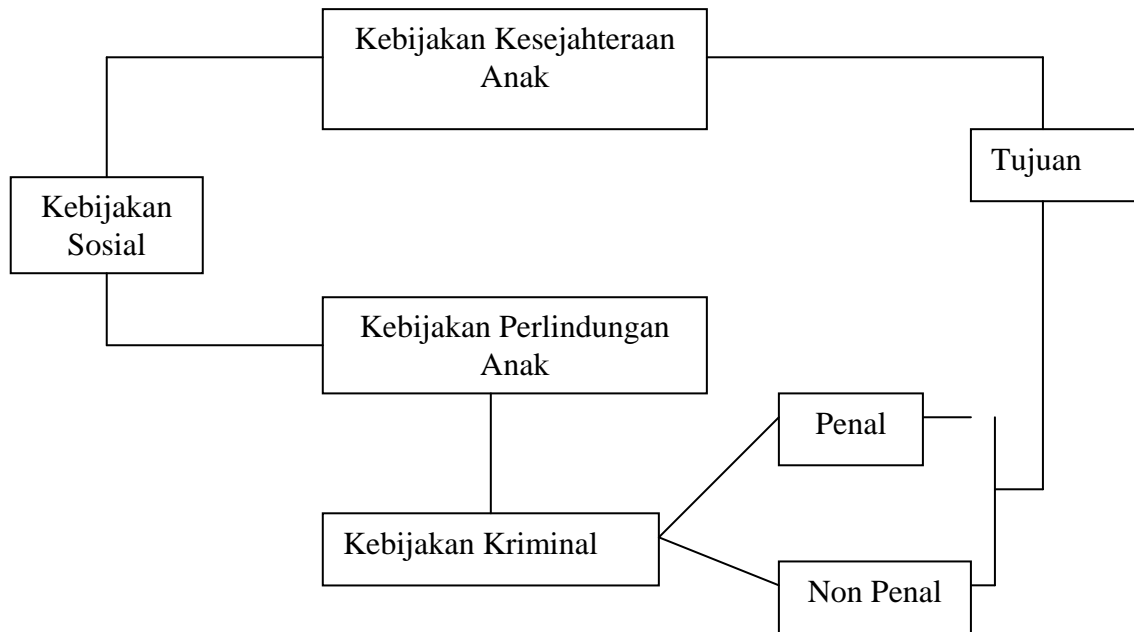 Kebijakan Kesejahteraan
Anak
Tujuan
Kebijakan
Sosial
Kebijakan Perlindungan
Anak
Penal
Kebijakan Kriminal
Non Penal